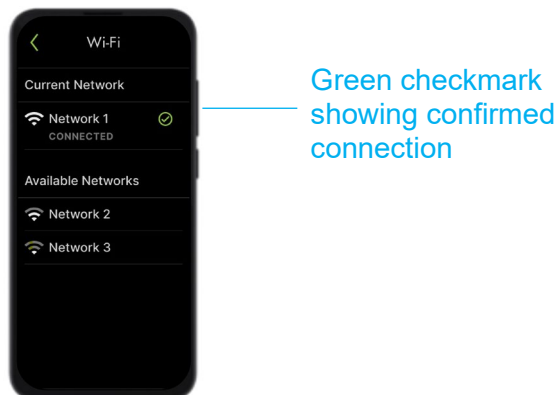 Wi-Fi
Current Network
Network 1
CONNECTED
Available Networks
Network 2
Network 3
Green checkmark
showing confirmed
connection